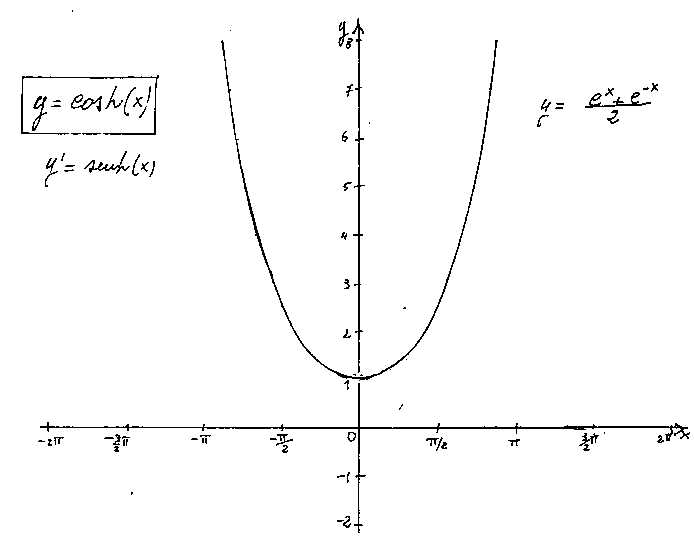 y = cosh(x)
y' = senh(x)
y = (e^x + e^-x)/2
y
8
7
6
5
4
3
2
1
-2π -3/2π -π -π/2 0 π/2 π 3/2π 2π x
-1
-2